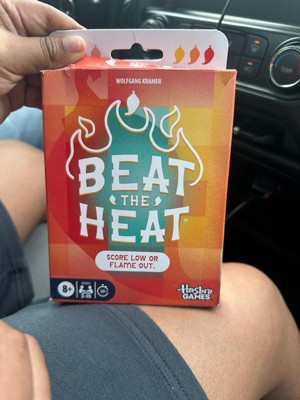 WOLFGANG KRAMER
BEAT
THE
HEAT
SCORE LOW OR
FLAME OUT.
8+
Hasbro
GAMES